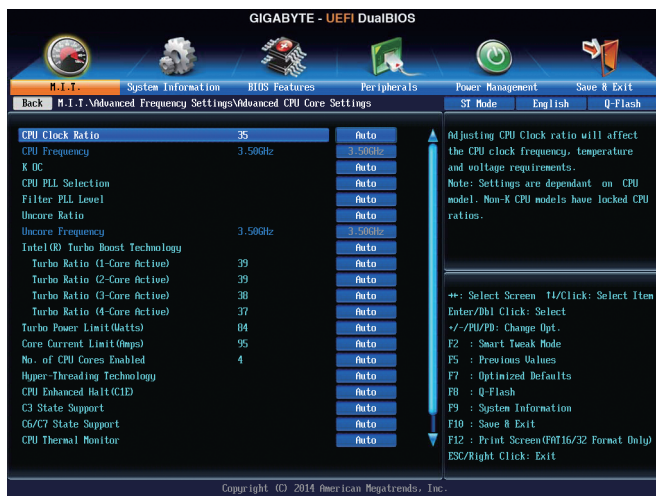 GIGABYTE - UEFI DualBIOS
M.I.T. System Information BIOS Features Peripherals Power Management Save & Exit
Back M.I.T.\Advanced Frequency Settings\Advanced CPU Core Settings ST Mode English Q-Flash
CPU Clock Ratio 35 Auto
CPU Frequency 3.50GHz 3.50GHz
K OC Auto
CPU PLL Selection Auto
Filter PLL Level Auto
Uncore Ratio Auto
Uncore Frequency 3.50GHz 3.50GHz
Intel(R) Turbo Boost Technology Auto
Turbo Ratio (1-Core Active) 39 Auto
Turbo Ratio (2-Core Active) 39 Auto
Turbo Ratio (3-Core Active) 38 Auto
Turbo Ratio (4-Core Active) 37 Auto
Turbo Power Limit(Watts) 84 Auto
Core Current Limit(Amps) 95 Auto
No. of CPU Cores Enabled 4 Auto
Hyper-Threading Technology Auto
CPU Enhanced Halt(C1E) Auto
C3 State Support Auto
C6/C7 State Support Auto
CPU Thermal Monitor Auto
Adjusting CPU Clock ratio will affect
the CPU clock frequency, temperature
and voltage requirements.
Note: Settings are dependant on CPU
model. Non-K CPU models have locked CPU
ratios.
→←: Select Screen ↑↓/Click: Select Item
Enter/Dbl Click: Select
+/-/PU/PD: Change Opt.
F2 : Smart Tweak Mode
F5 : Previous Values
F7 : Optimized Defaults
F8 : Q-Flash
F9 : System Information
F10 : Save & Exit
F12 : Print Screen(FAT16/32 Format Only)
ESC/Right Click: Exit
Copyright (C) 2014 American Megatrends, Inc.